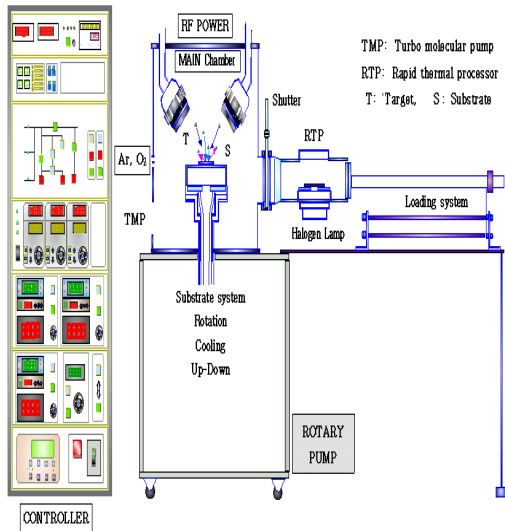 RF POWER
MAIN Chamber
TMP: Turbo molecular pump
RTP: Rapid thermal processor
T: 'Target, S: Substrate
Shutter
T
S
RTP
Ar, O₂
TMP
Loading system
Halogen Lamp
Substrate system
Rotation
Cooling
Up-Down
ROTARY
PUMP
CONTROLLER